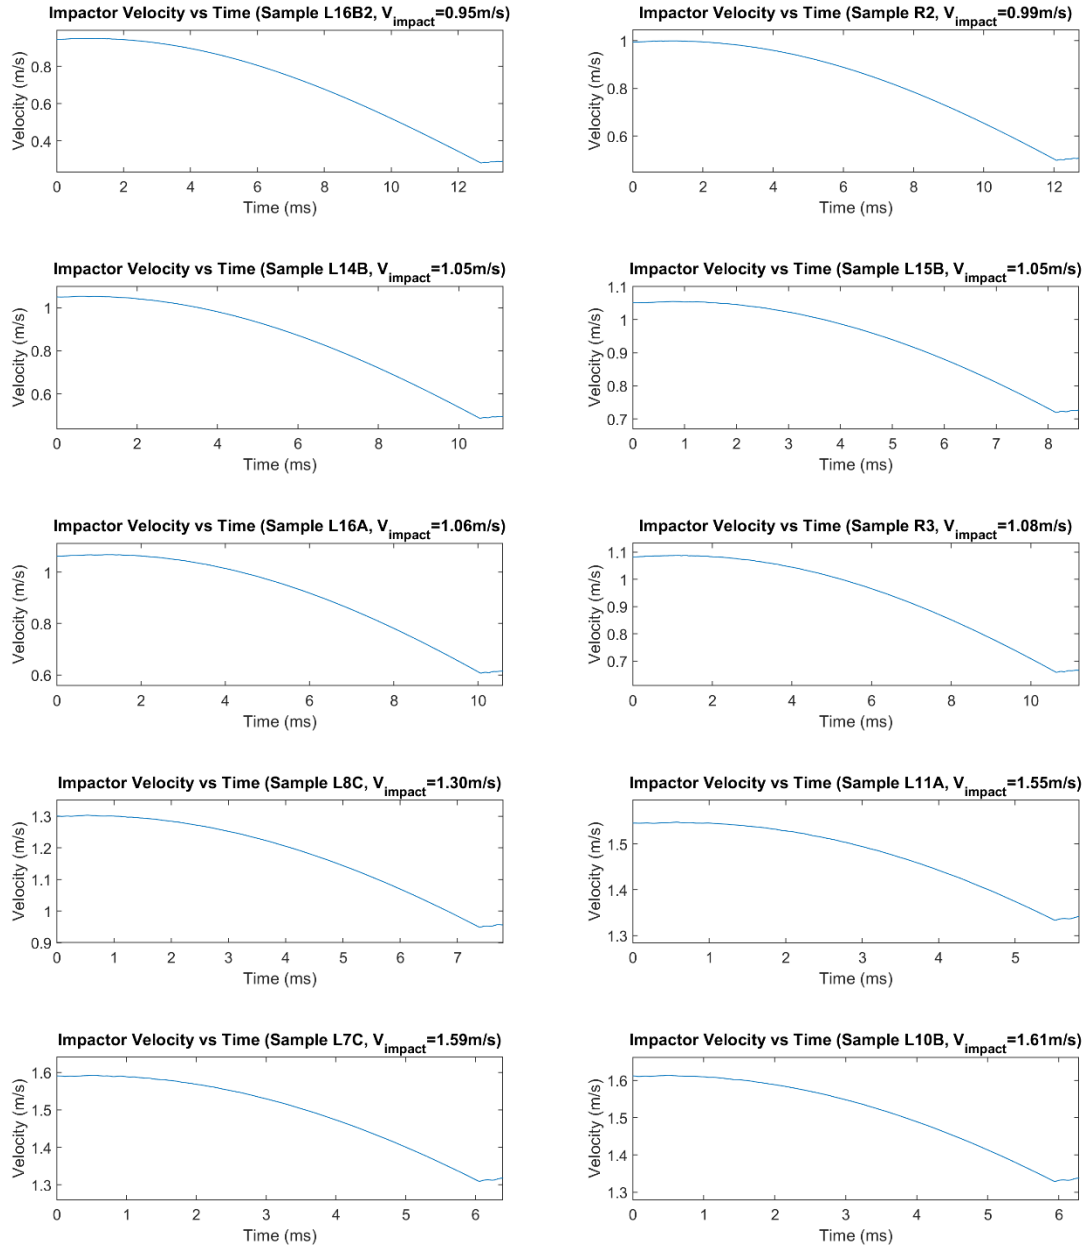 Impactor Velocity vs Time (Sample L16B2, V_impact=0.95m/s)
Velocity (m/s)
0.8
0.6
0.4
0 2 4 6 8 10 12
Time (ms)
Impactor Velocity vs Time (Sample R2, V_impact=0.99m/s)
Velocity (m/s)
1
0.8
0.6
0 2 4 6 8 10 12
Time (ms)
Impactor Velocity vs Time (Sample L14B, V_impact=1.05m/s)
Velocity (m/s)
1
0.8
0.6
0 2 4 6 8 10
Time (ms)
Impactor Velocity vs Time (Sample L15B, V_impact=1.05m/s)
Velocity (m/s)
1.1
1
0.9
0.8
0.7
0 1 2 3 4 5 6 7 8
Time (ms)
Impactor Velocity vs Time (Sample L16A, V_impact=1.06m/s)
Velocity (m/s)
1
0.8
0.6
0 2 4 6 8 10
Time (ms)
Impactor Velocity vs Time (Sample R3, V_impact=1.08m/s)
Velocity (m/s)
1.1
1
0.9
0.8
0.7
0 2 4 6 8 10
Time (ms)
Impactor Velocity vs Time (Sample L8C, V_impact=1.30m/s)
Velocity (m/s)
1.3
1.2
1.1
1
0.9
0 1 2 3 4 5 6 7
Time (ms)
Impactor Velocity vs Time (Sample L11A, V_impact=1.55m/s)
Velocity (m/s)
1.5
1.4
1.3
0 1 2 3 4 5
Time (ms)
Impactor Velocity vs Time (Sample L7C, V_impact=1.59m/s)
Velocity (m/s)
1.6
1.5
1.4
1.3
0 1 2 3 4 5 6
Time (ms)
Impactor Velocity vs Time (Sample L10B, V_impact=1.61m/s)
Velocity (m/s)
1.6
1.5
1.4
1.3
0 1 2 3 4 5 6
Time (ms)